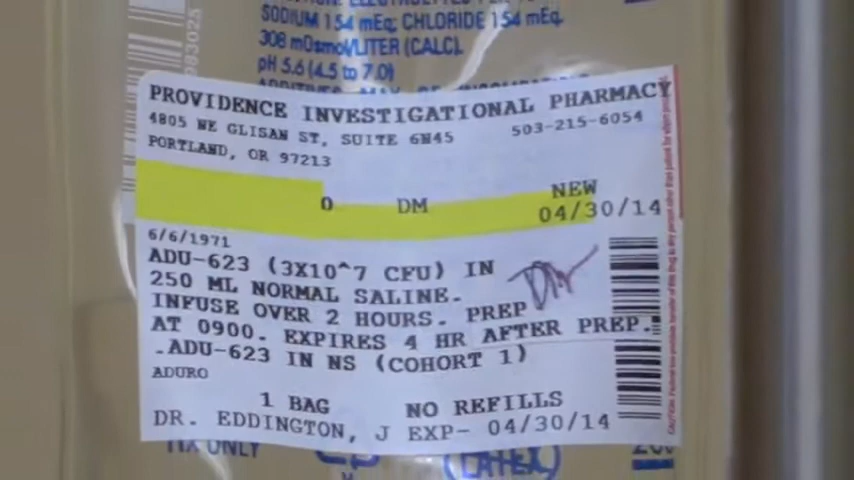 SODIUM 154 mEq; CHLORIDE 154 mEq.
308 mOsmol/LITER (CALC).
pH 5.6 (4.5 to 7.0)
PROVIDENCE INVESTIGATIONAL PHARMACY
4805 NE GLISAN ST, SUITE 6N45 503-215-6054
PORTLAND, OR 97213
NEW
0 DM 04/30/14
6/6/1971
ADU-623 (3X10^7 CFU) IN
250 ML NORMAL SALINE.
INFUSE OVER 2 HOURS. PREP
AT 0900. EXPIRES 4 HR AFTER PREP.
.ADU-623 IN NS (COHORT 1)
ADURO
1 BAG NO REFILLS
DR. EDDINGTON, J EXP- 04/30/14
RX ONLY
(LATEX)